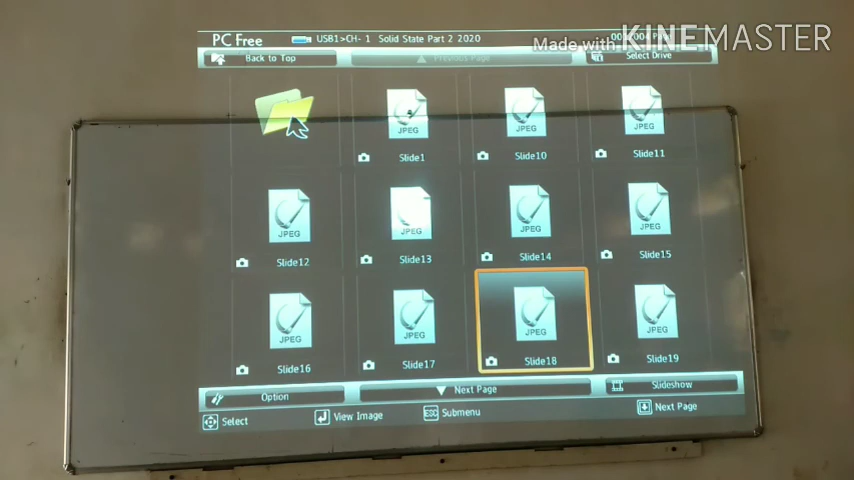 PC Free USB1>CH- 1 Solid State Part 2 2020
Made with KINEMASTER
Back to Top Previous Page Select Drive
JPEG JPEG JPEG
Slide1 Slide10 Slide11
JPEG JPEG JPEG JPEG
Slide12 Slide13 Slide14 Slide15
JPEG JPEG JPEG JPEG
Slide16 Slide17 Slide18 Slide19
Option Next Page Slideshow
Select View Image ESC Submenu Next Page